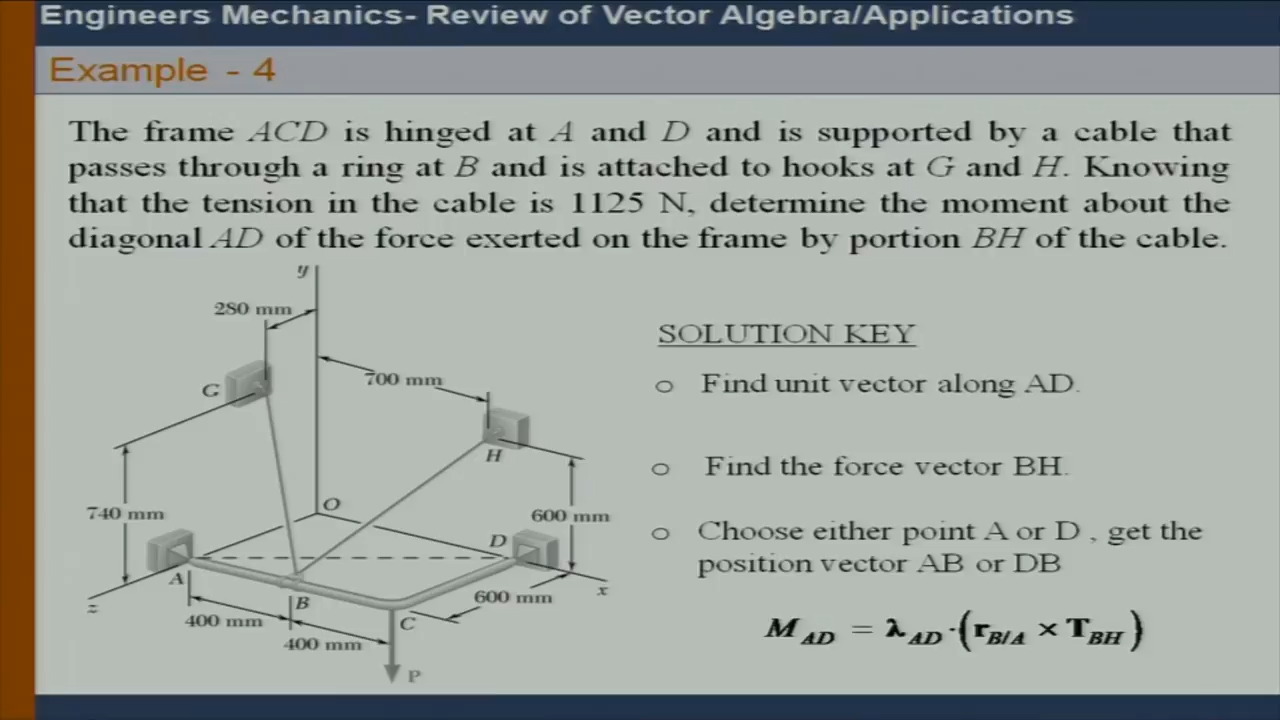 Engineers Mechanics- Review of Vector Algebra/Applications
Example - 4
The frame ACD is hinged at A and D and is supported by a cable that
passes through a ring at B and is attached to hooks at G and H. Knowing
that the tension in the cable is 1125 N, determine the moment about the
diagonal AD of the force exerted on the frame by portion BH of the cable.
y
280 mm
700 mm
G
H
740 mm
O
600 mm
D
A
B
x
z
600 mm
400 mm
C
400 mm
P
SOLUTION KEY
o Find unit vector along AD.
o Find the force vector BH.
o Choose either point A or D , get the
position vector AB or DB
M_AD = λ_AD · (r_B/A × T_BH)